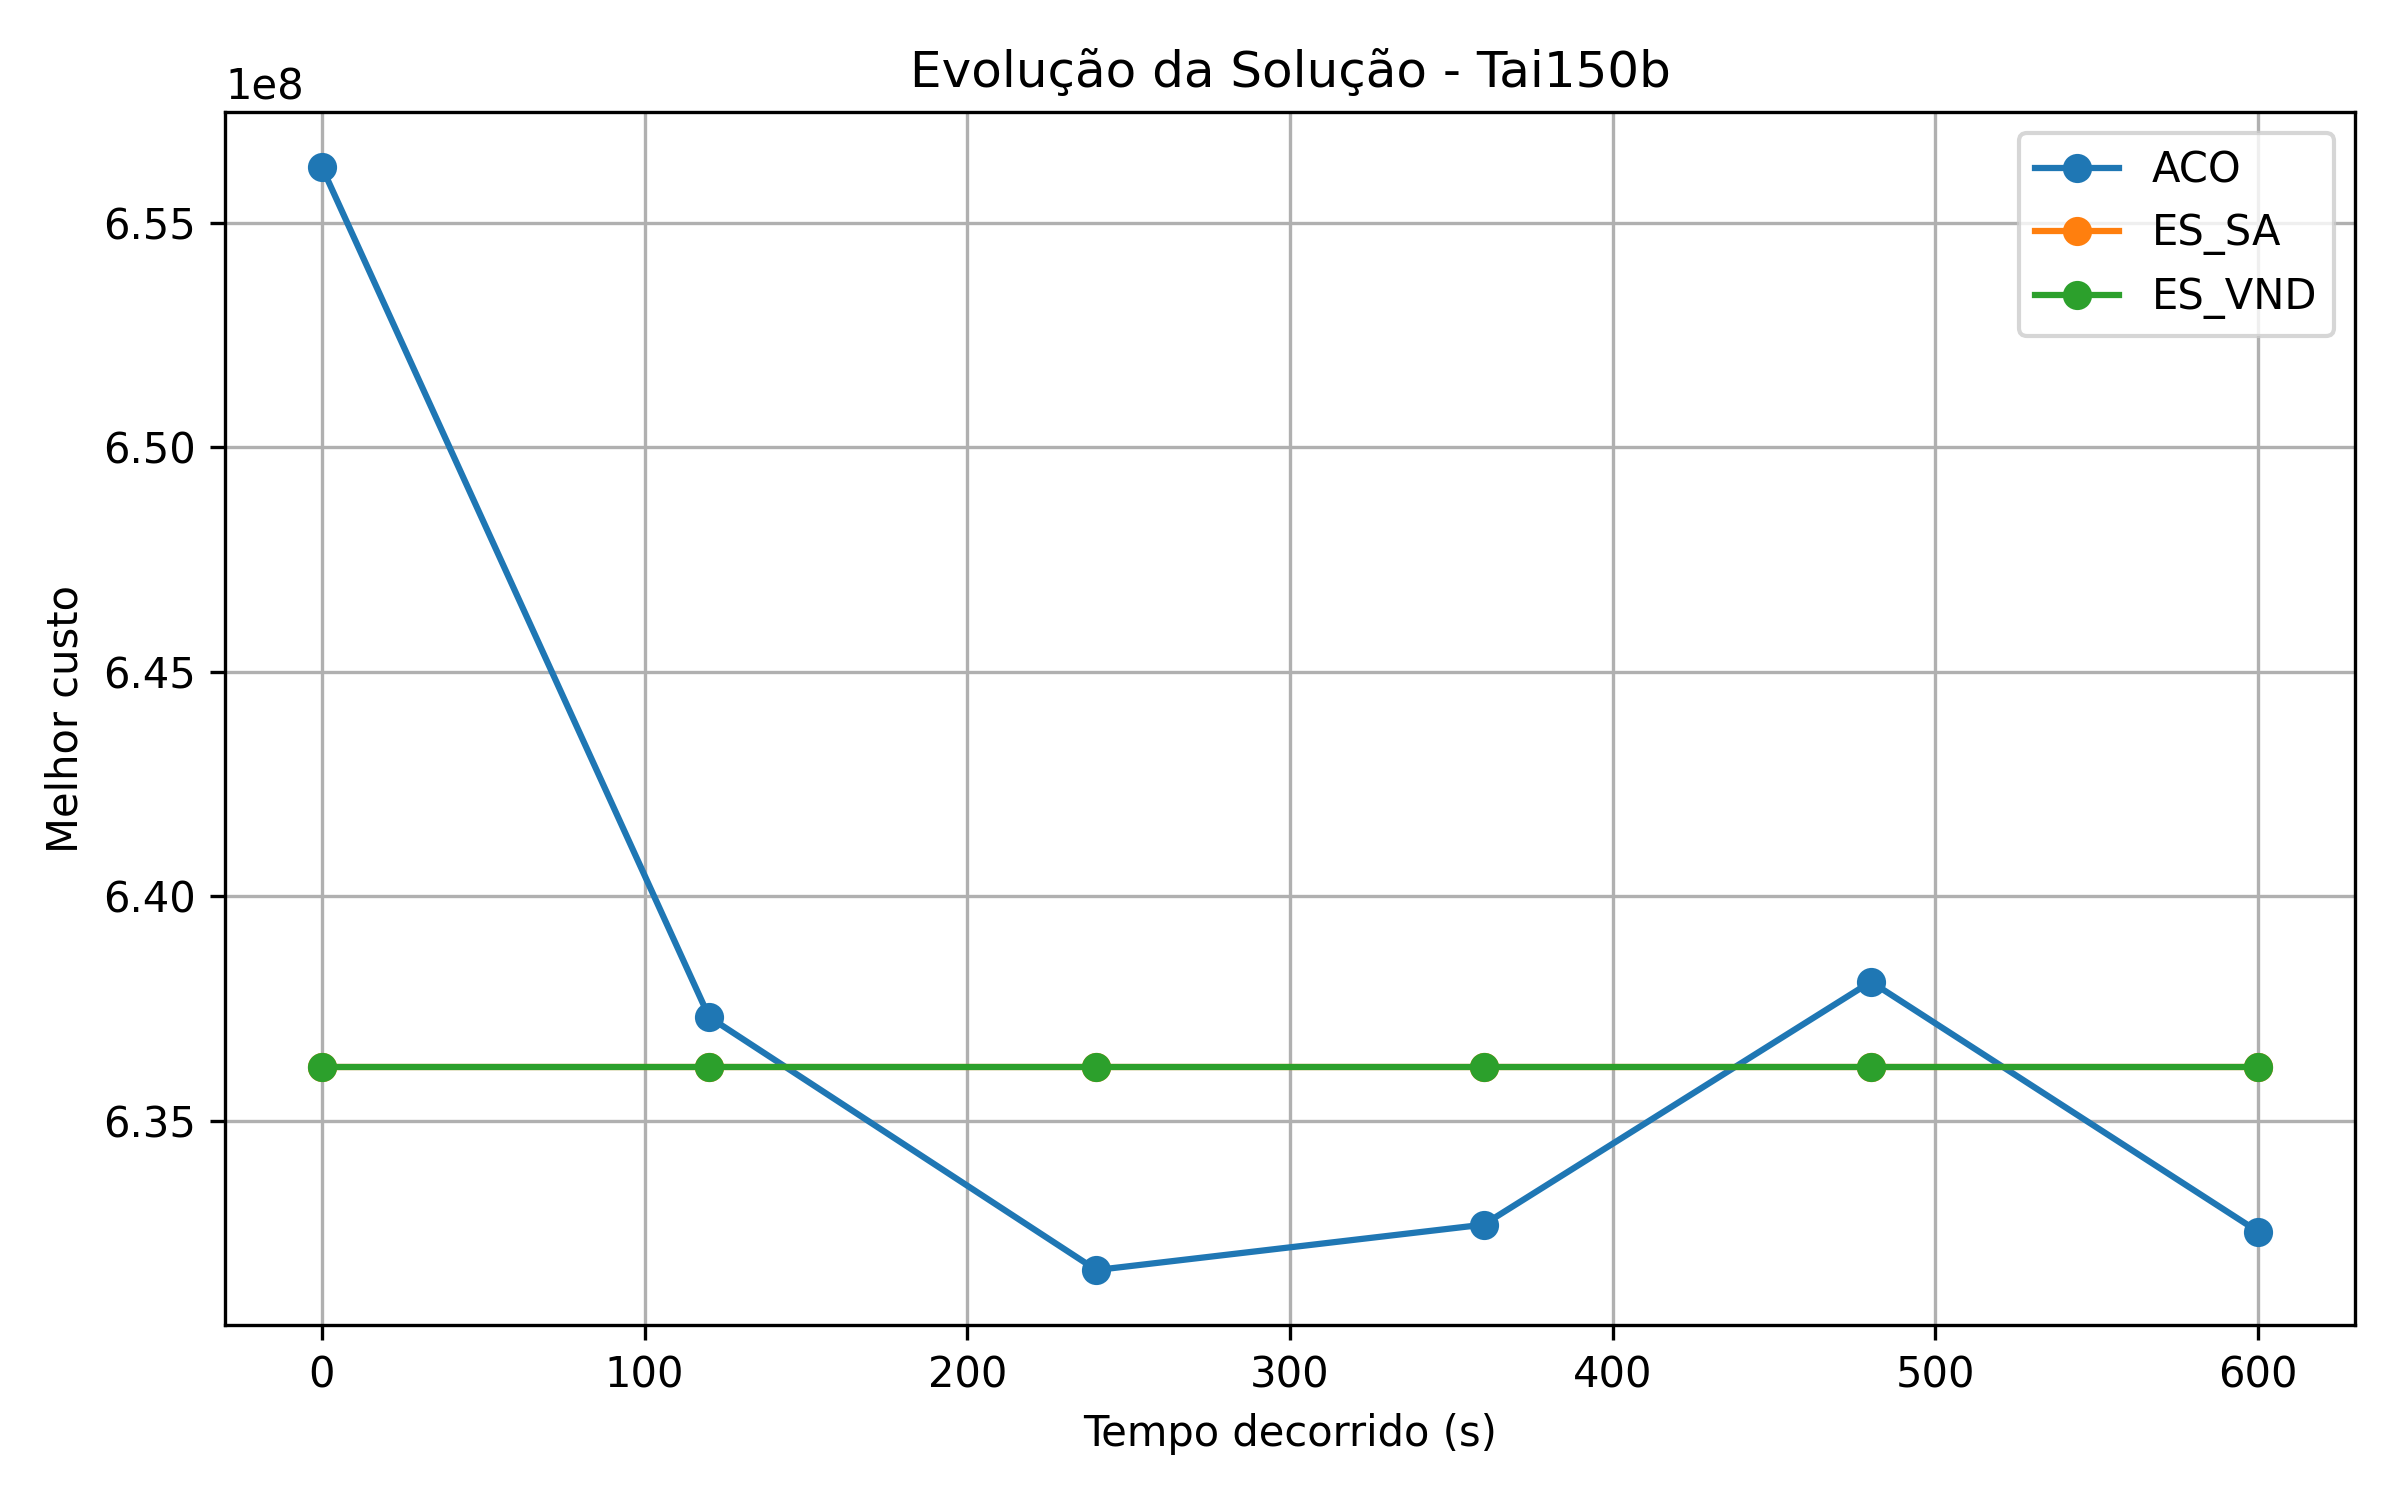 Evolução da Solução - Tai150b
1e8
ACO
ES_SA
ES_VND
6.55
6.50
6.45
6.40
6.35
Melhor custo
0 100 200 300 400 500 600
Tempo decorrido (s)